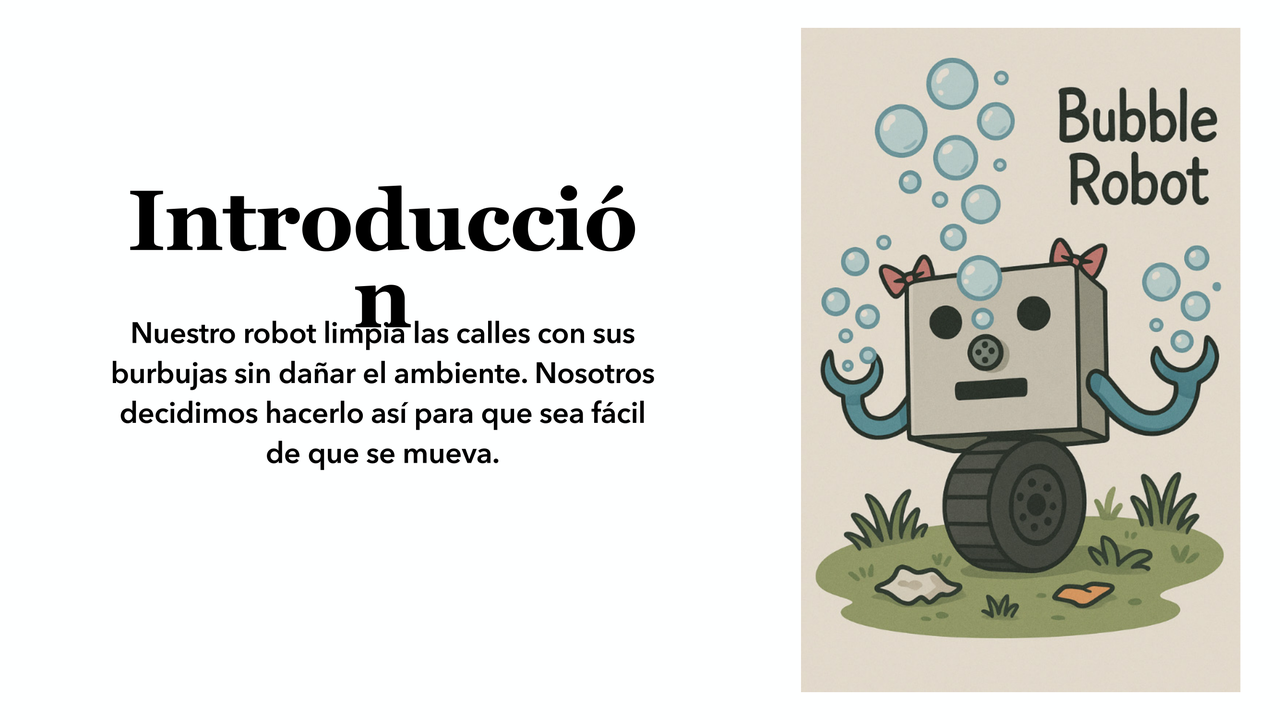 Introducció
n
Nuestro robot limpia las calles con sus
burbujas sin dañar el ambiente. Nosotros
decidimos hacerlo así para que sea fácil
de que se mueva.
Bubble
Robot